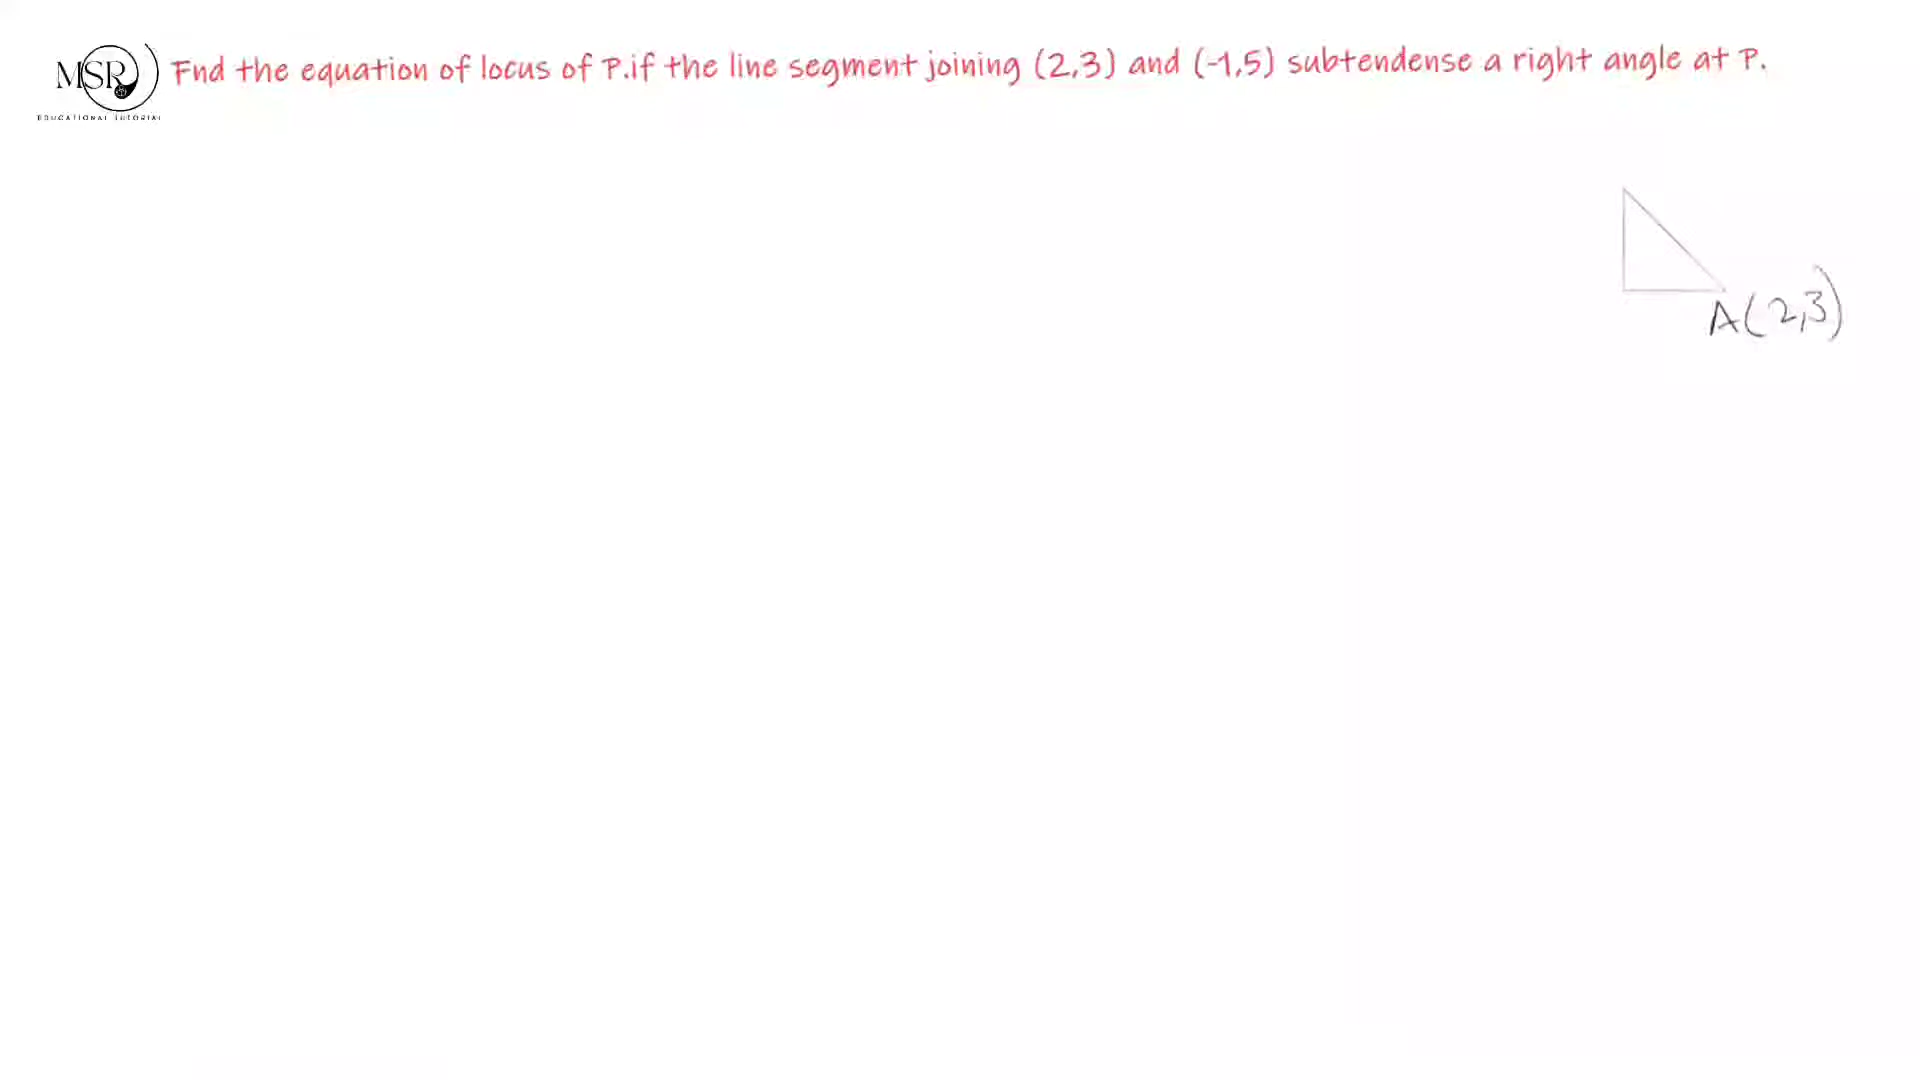 MSR
EDUCATIONAL TUTORIAL
Fnd the equation of locus of P.if the line segment joining (2,3) and (-1,5) subtendense a right angle at P.
A(2,3)